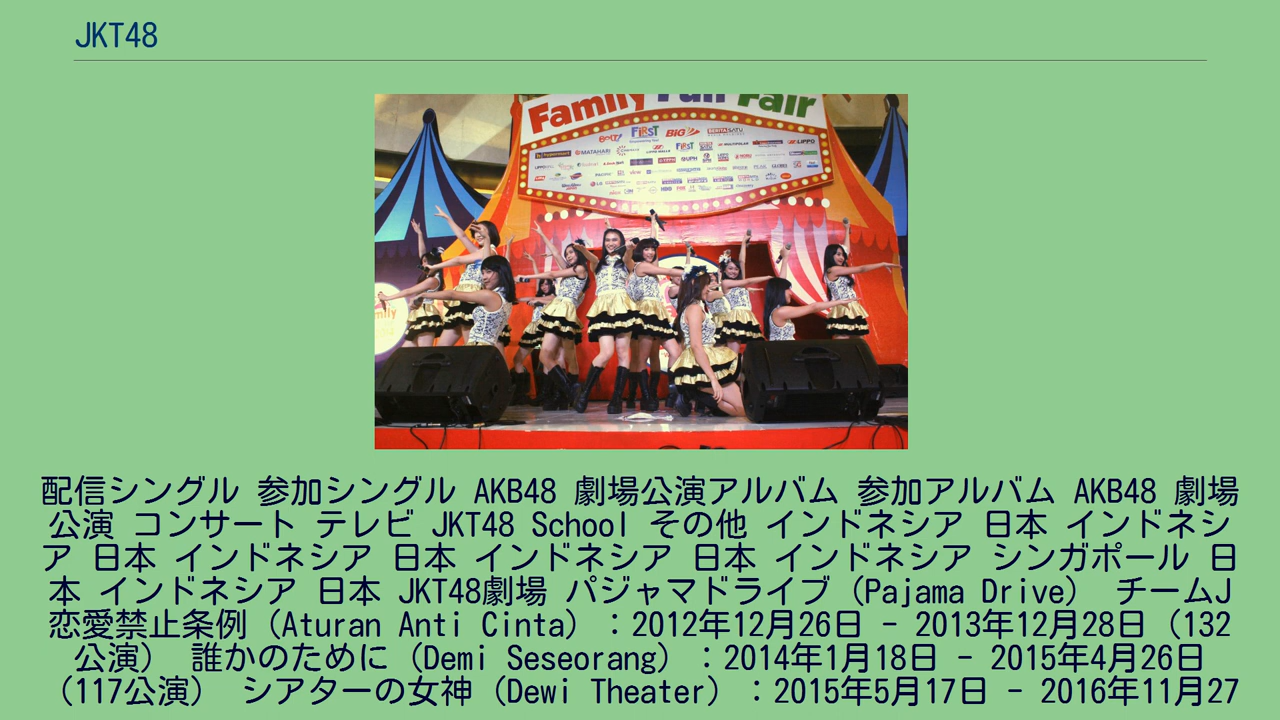 JKT48
Family Fun Fair
FIRST BIG BERITASATU
MATAHARI FIRST MULTIPOLAR LIPPO
配信シングル 参加シングル AKB48 劇場公演アルバム 参加アルバム AKB48 劇場
公演 コンサート テレビ JKT48 School その他 インドネシア 日本 インドネシ
ア 日本 インドネシア 日本 インドネシア 日本 インドネシア シンガポール 日
本 インドネシア 日本 JKT48劇場 パジャマドライブ（Pajama Drive） チームJ
恋愛禁止条例（Aturan Anti Cinta）：2012年12月26日 - 2013年12月28日（132
公演） 誰かのために（Demi Seseorang）：2014年1月18日 - 2015年4月26日
（117公演） シアターの女神（Dewi Theater）：2015年5月17日 - 2016年11月27